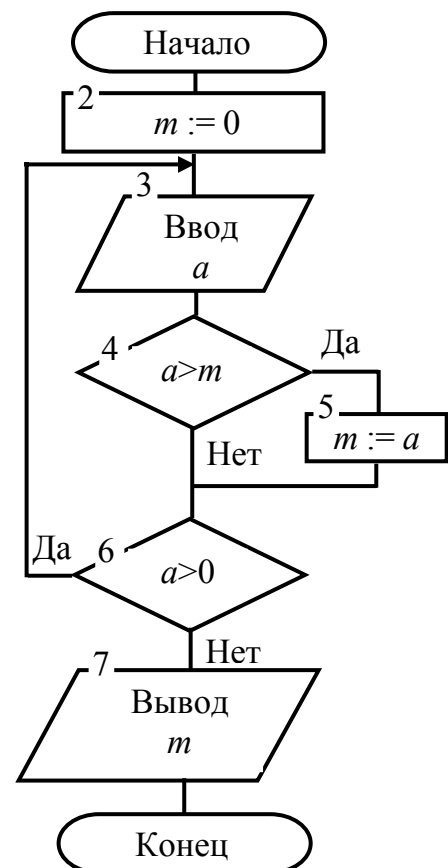 Начало
2
m := 0
3
Ввод
a
4
a>m
Да
5
m := a
Нет
Да
6
a>0
Нет
7
Вывод
m
Конец